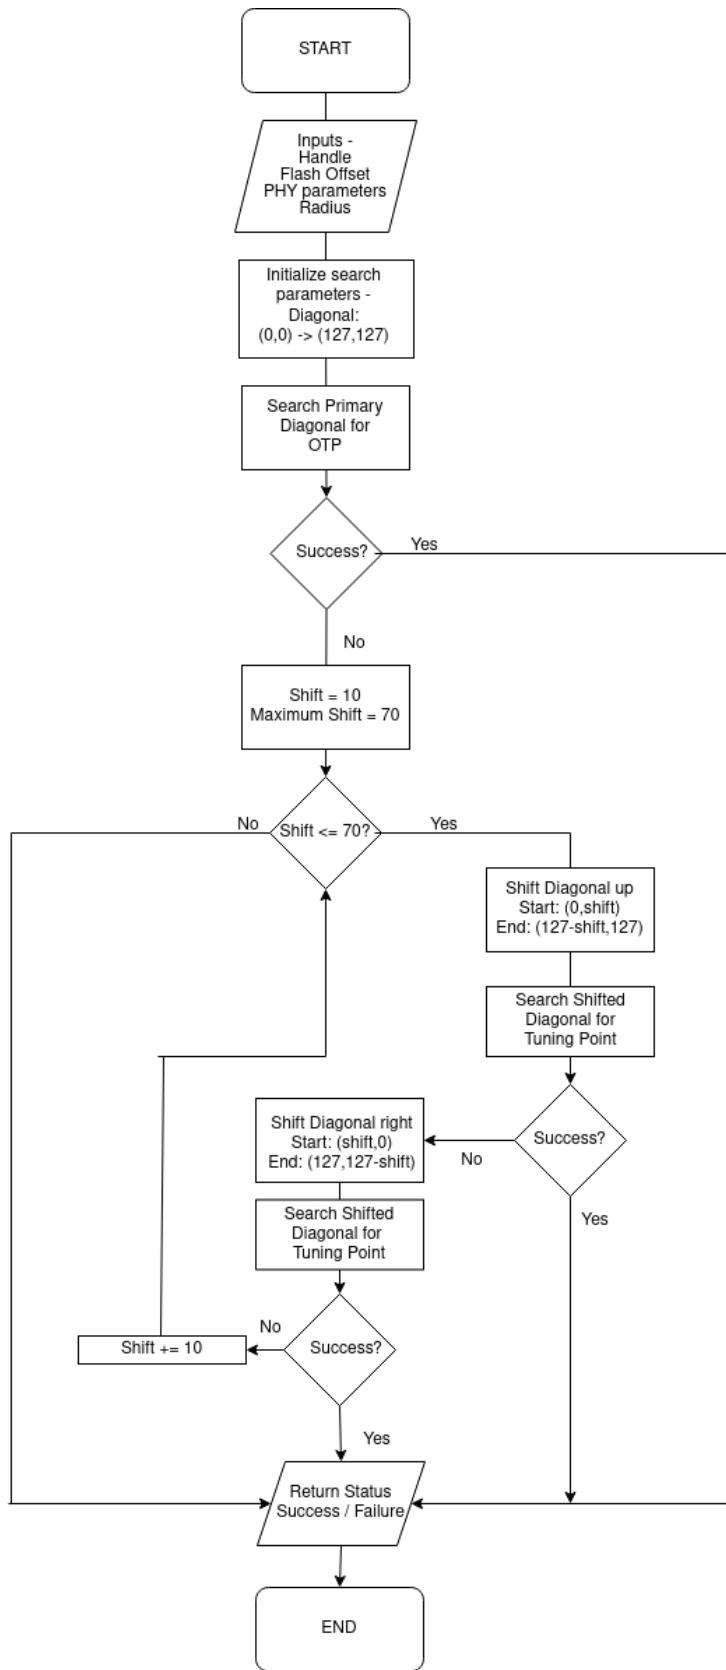 START
Inputs -
Handle
Flash Offset
PHY parameters
Radius
Initialize search
parameters -
Diagonal:
(0,0) -> (127,127)
Search Primary
Diagonal for
OTP
Success?
Yes
No
Shift = 10
Maximum Shift = 70
No
Shift <= 70?
Yes
Shift Diagonal up
Start: (0,shift)
End: (127-shift,127)
Search Shifted
Diagonal for
Tuning Point
Success?
No
Yes
Shift Diagonal right
Start: (shift,0)
End: (127,127-shift)
Search Shifted
Diagonal for
Tuning Point
Success?
No
Shift += 10
Yes
Return Status
Success / Failure
END